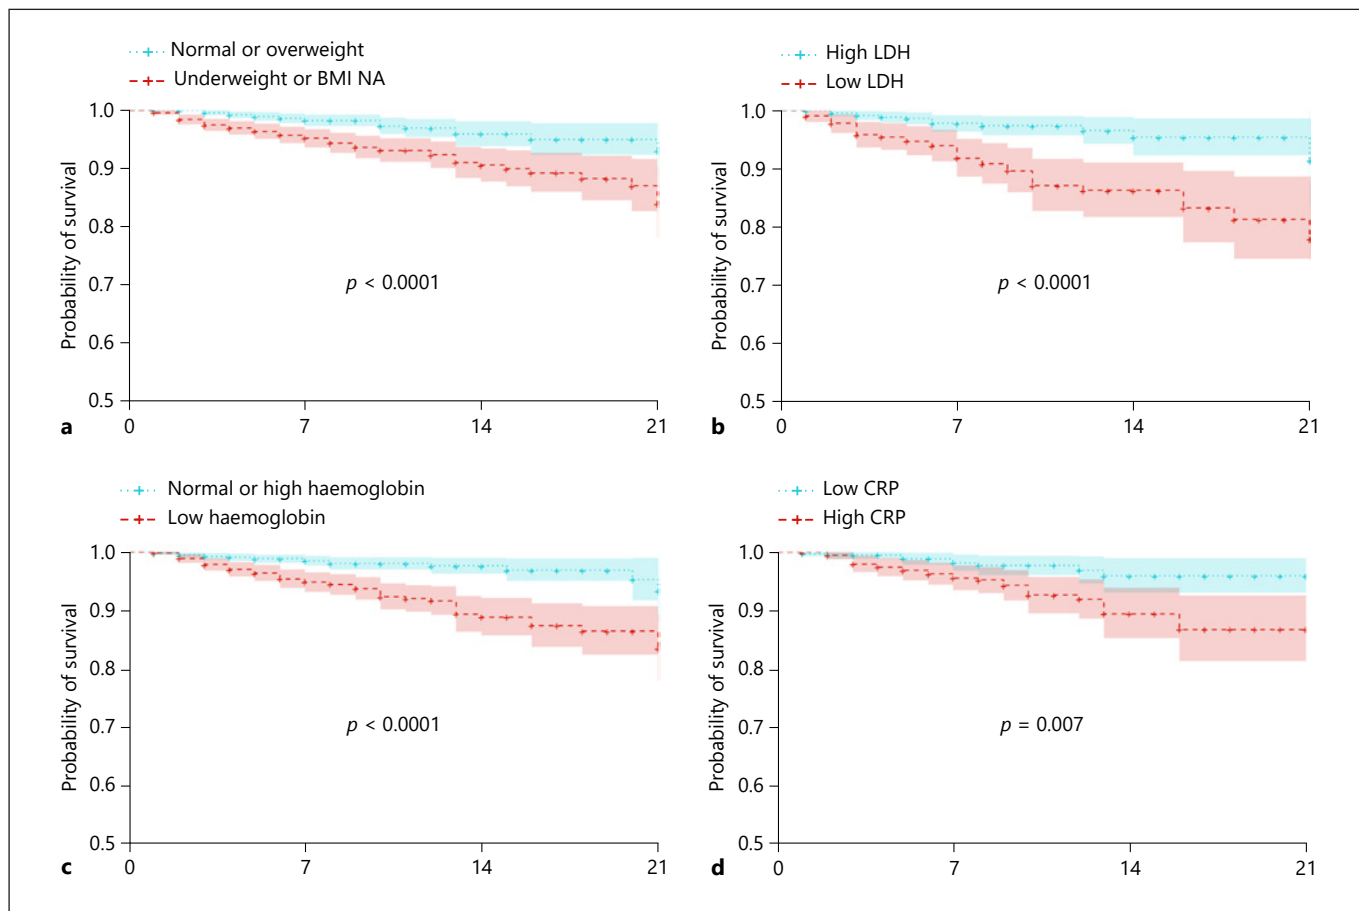 Normal or overweight
Underweight or BMI NA
1.0
0.9
0.8
0.7
0.6
0.5
Probability of survival
p < 0.0001
0 7 14 21
a
High LDH
Low LDH
1.0
0.9
0.8
0.7
0.6
0.5
Probability of survival
p < 0.0001
0 7 14 21
b
Normal or high haemoglobin
Low haemoglobin
1.0
0.9
0.8
0.7
0.6
0.5
Probability of survival
p < 0.0001
0 7 14 21
c
Low CRP
High CRP
1.0
0.9
0.8
0.7
0.6
0.5
Probability of survival
p = 0.007
0 7 14 21
d